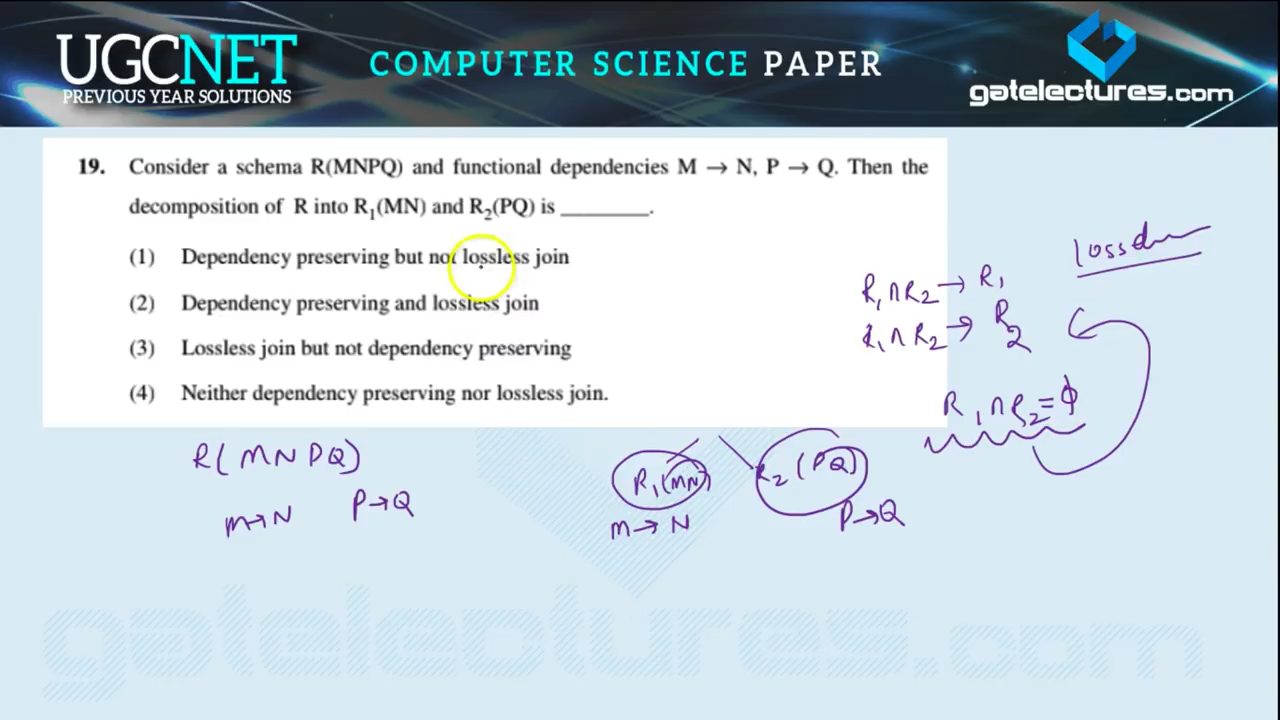 UGCNET
PREVIOUS YEAR SOLUTIONS
COMPUTER SCIENCE PAPER
gatelectures.com
19. Consider a schema R(MNPQ) and functional dependencies M → N, P → Q. Then the
decomposition of R into R₁(MN) and R₂(PQ) is ________.
(1) Dependency preserving but not lossless join
(2) Dependency preserving and lossless join
(3) Lossless join but not dependency preserving
(4) Neither dependency preserving nor lossless join.
R₁∩R₂→R₁
R₁∩R₂→R₂
R₁∩R₂=ϕ
R(MNPQ)
M→N P→Q
R₁(MN) R₂(PQ)
M→N P→Q
gatelectures.com